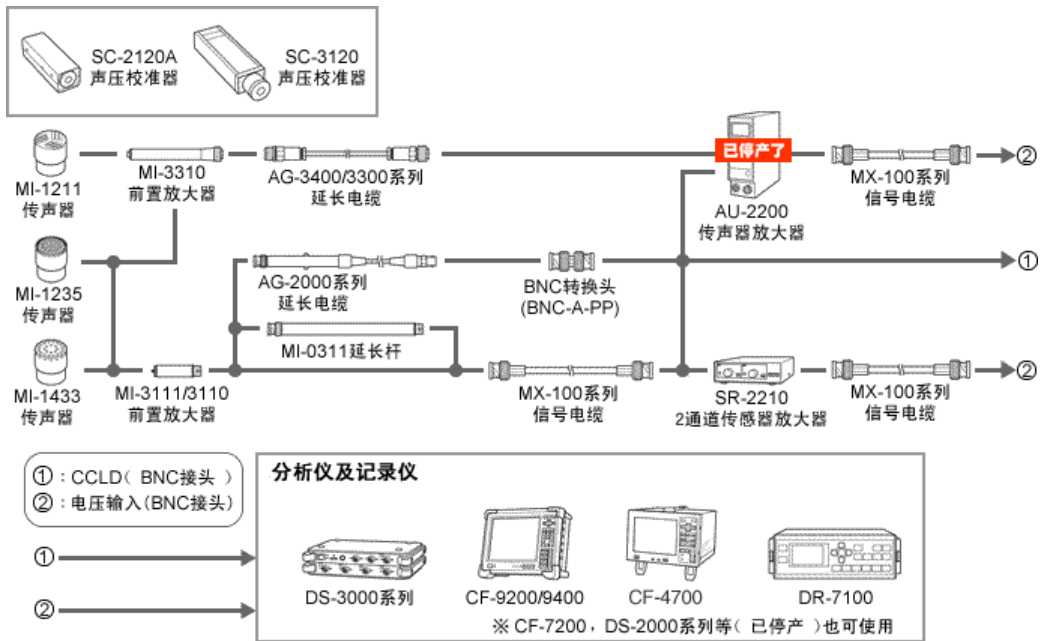 SC-2120A
声压校准器
SC-3120
声压校准器
MI-1211
传声器
MI-3310
前置放大器
AG-3400/3300系列
延长电缆
已停产了
AU-2200
传声器放大器
MX-100系列
信号电缆
②
MI-1235
传声器
AG-2000系列
延长电缆
BNC转换头
(BNC-A-PP)
①
MI-0311延长杆
MI-1433
传声器
MI-3111/3110
前置放大器
MX-100系列
信号电缆
SR-2210
2通道传感器放大器
MX-100系列
信号电缆
②
①：CCLD( BNC接头 )
②：电压输入(BNC接头)
①
②
分析仪及记录仪
DS-3000系列
CF-9200/9400
CF-4700
DR-7100
※ CF-7200，DS-2000系列等( 已停产 )也可使用